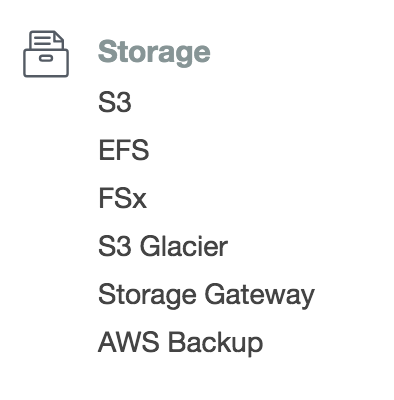 Storage
S3
EFS
FSx
S3 Glacier
Storage Gateway
AWS Backup